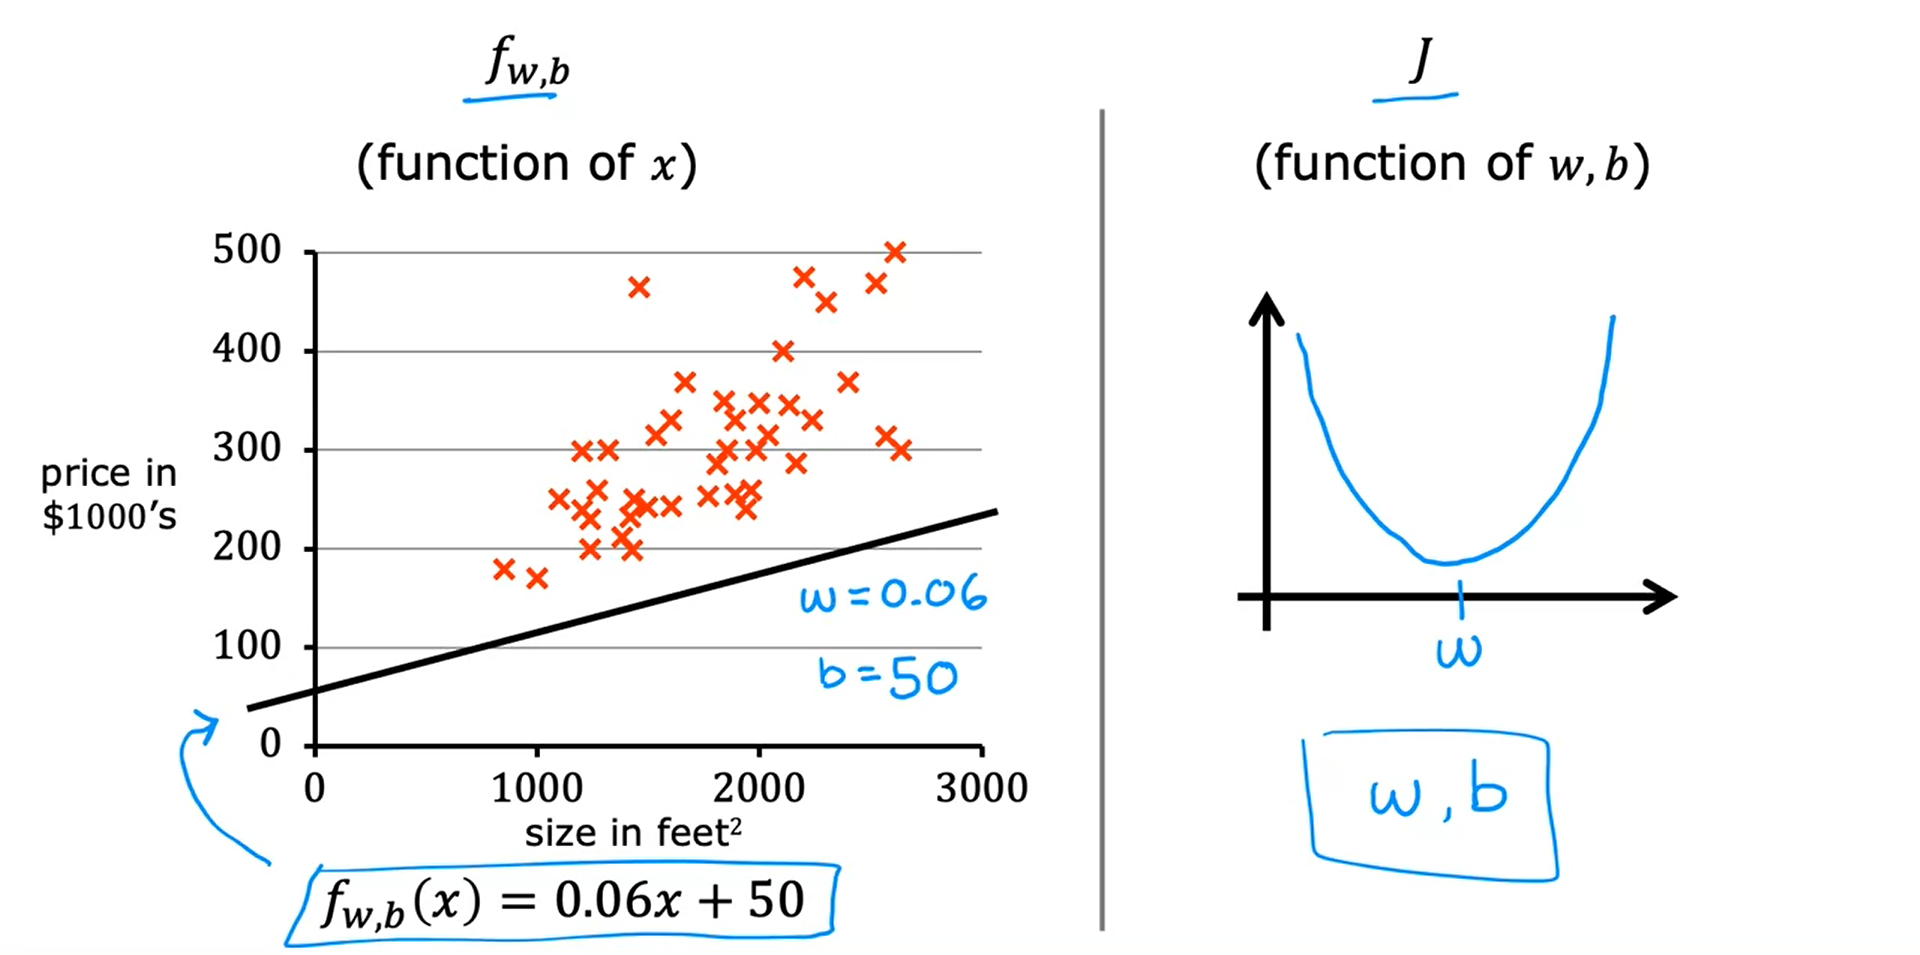 f_{w,b}
(function of x)
500
400
300
200
100
0
price in
$1000's
0 1000 2000 3000
size in feet²
w = 0.06
b = 50
f_{w,b}(x) = 0.06x + 50
J
(function of w, b)
w
w, b